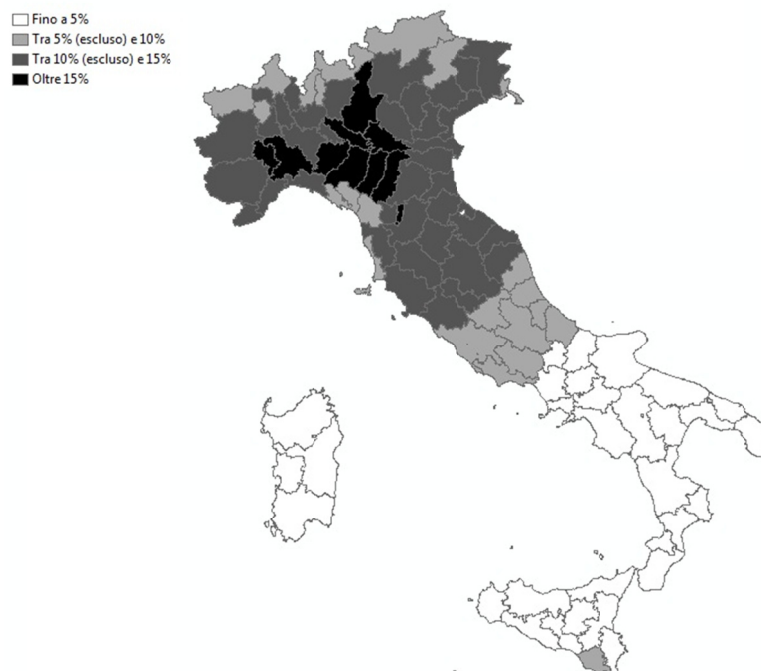 Fino a 5%
Tra 5% (escluso) e 10%
Tra 10% (escluso) e 15%
Oltre 15%